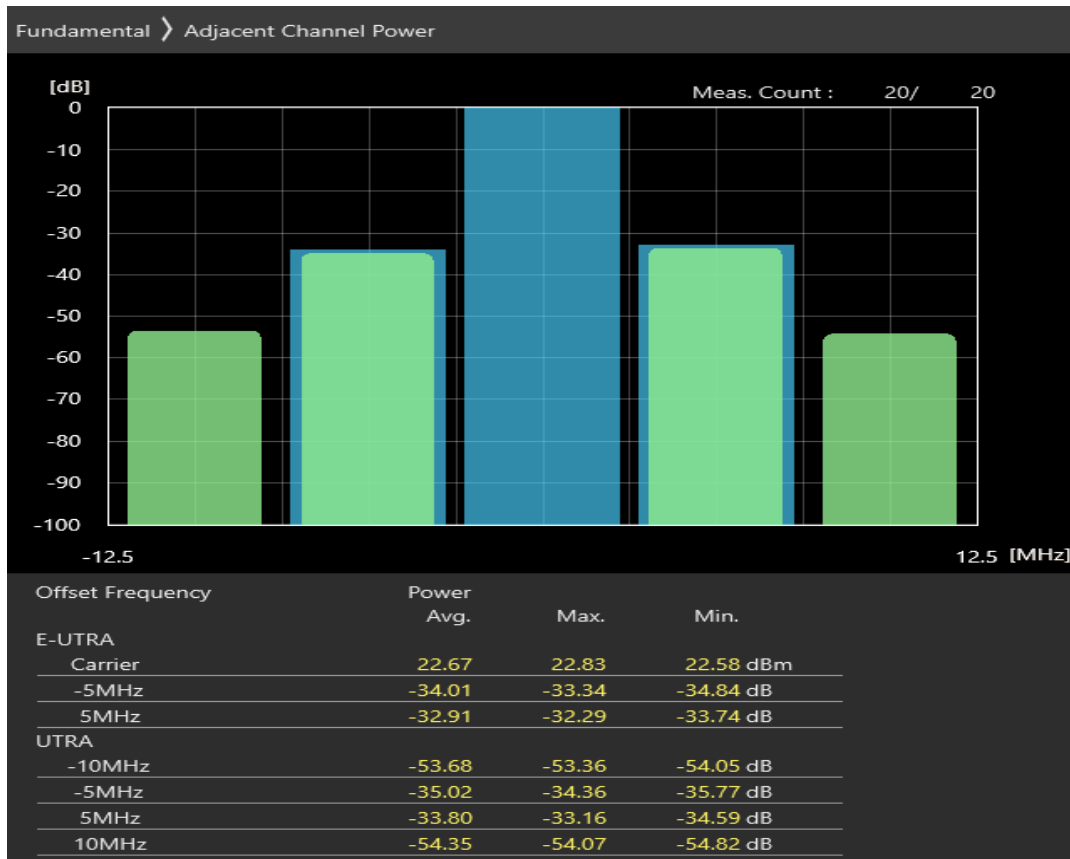 Fundamental ❯ Adjacent Channel Power
[dB]
Meas. Count : 20/ 20
0
-10
-20
-30
-40
-50
-60
-70
-80
-90
-100
-12.5 12.5 [MHz]
Offset Frequency Power
Avg. Max. Min.
E-UTRA
Carrier 22.67 22.83 22.58 dBm
-5MHz -34.01 -33.34 -34.84 dB
5MHz -32.91 -32.29 -33.74 dB
UTRA
-10MHz -53.68 -53.36 -54.05 dB
-5MHz -35.02 -34.36 -35.77 dB
5MHz -33.80 -33.16 -34.59 dB
10MHz -54.35 -54.07 -54.82 dB